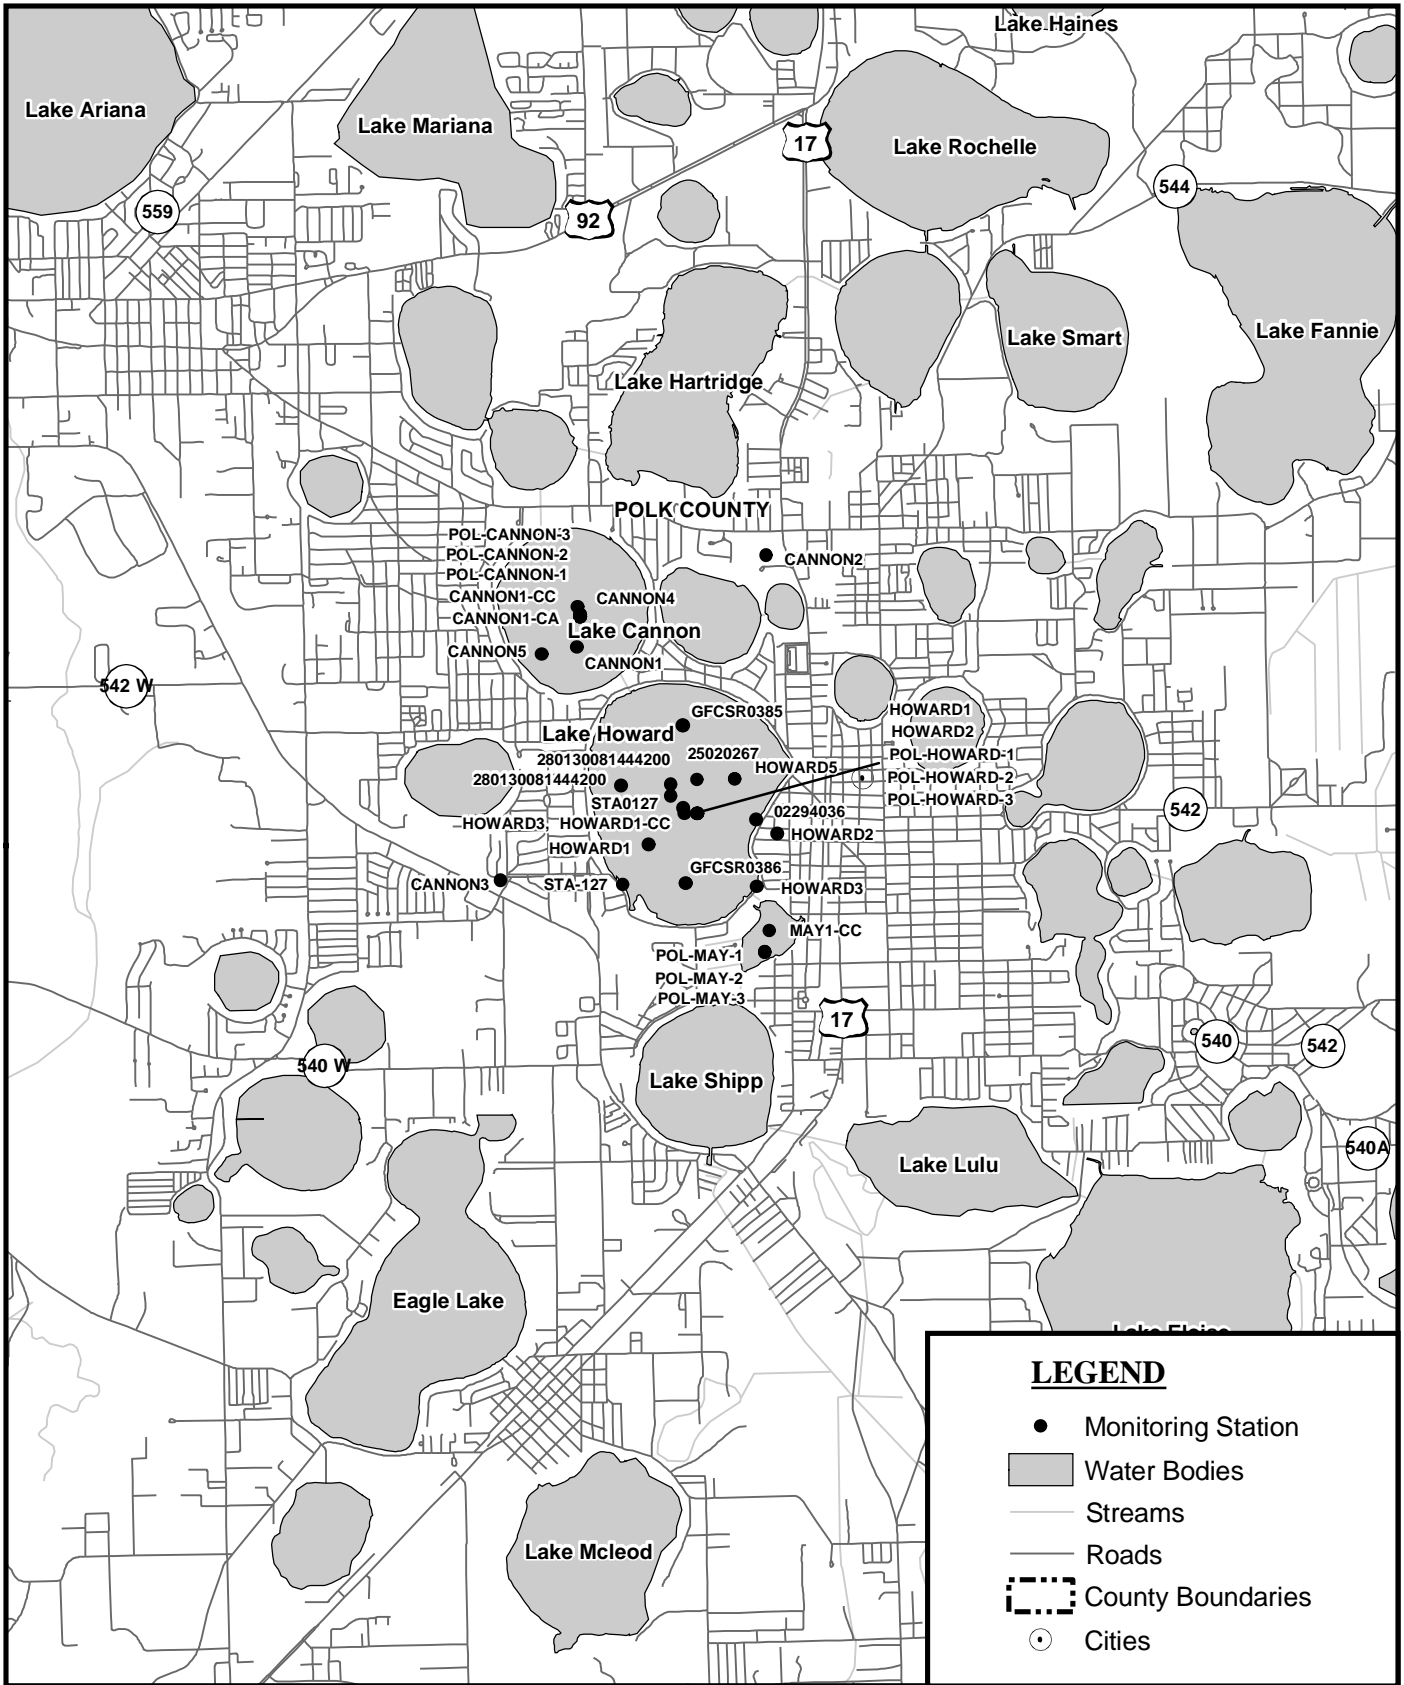 Lake Haines
Lake Ariana
Lake Mariana
17
Lake Rochelle
544
559
92
Lake Fannie
Lake Smart
Lake Hartridge
POLK COUNTY
POL-CANNON-3
POL-CANNON-2
POL-CANNON-1
CANNON1-CC
CANNON1-CA
CANNON2
CANNON4
Lake Cannon
CANNON5
CANNON1
542 W
GFCSR0385
Lake Howard
280130081444200
280130081444200
25020267
HOWARD5
HOWARD1
HOWARD2
POL-HOWARD-1
POL-HOWARD-2
POL-HOWARD-3
STA0127
02294036
542
HOWARD3, HOWARD1-CC
HOWARD2
HOWARD1
GFCSR0386
CANNON3
STA-127
HOWARD3
MAY1-CC
POL-MAY-1
POL-MAY-2
POL-MAY-3
17
540
542
540 W
Lake Shipp
540A
Lake Lulu
Eagle Lake
Lake Eloise
Lake Mcleod
LEGEND
Monitoring Station
Water Bodies
Streams
Roads
County Boundaries
Cities